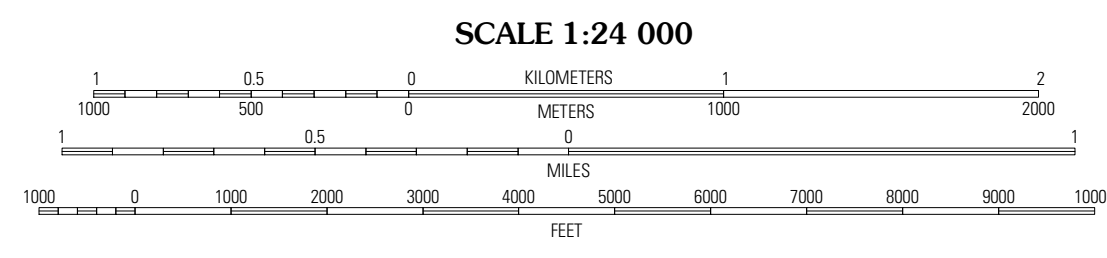 SCALE 1:24 000
1 0.5 0 KILOMETERS 1 2
1000 500 0 METERS 1000 2000
1 0.5 0 1
MILES
1000 0 1000 2000 3000 4000 5000 6000 7000 8000 9000 1000
FEET